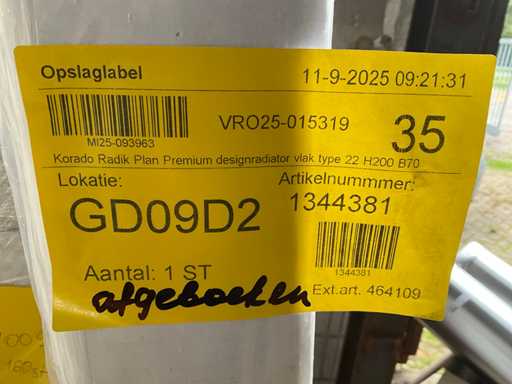 Opslaglabel 11-9-2025 09:21:31
MI25-093963 VRO25-015319 35
Korado Radik Plan Premium designradiator vlak type 22 H200 B70
Lokatie: Artikelnummmer:
GD09D2 1344381
1344381
Aantal: 1 ST
Ext.art. 464109
afgeboeken